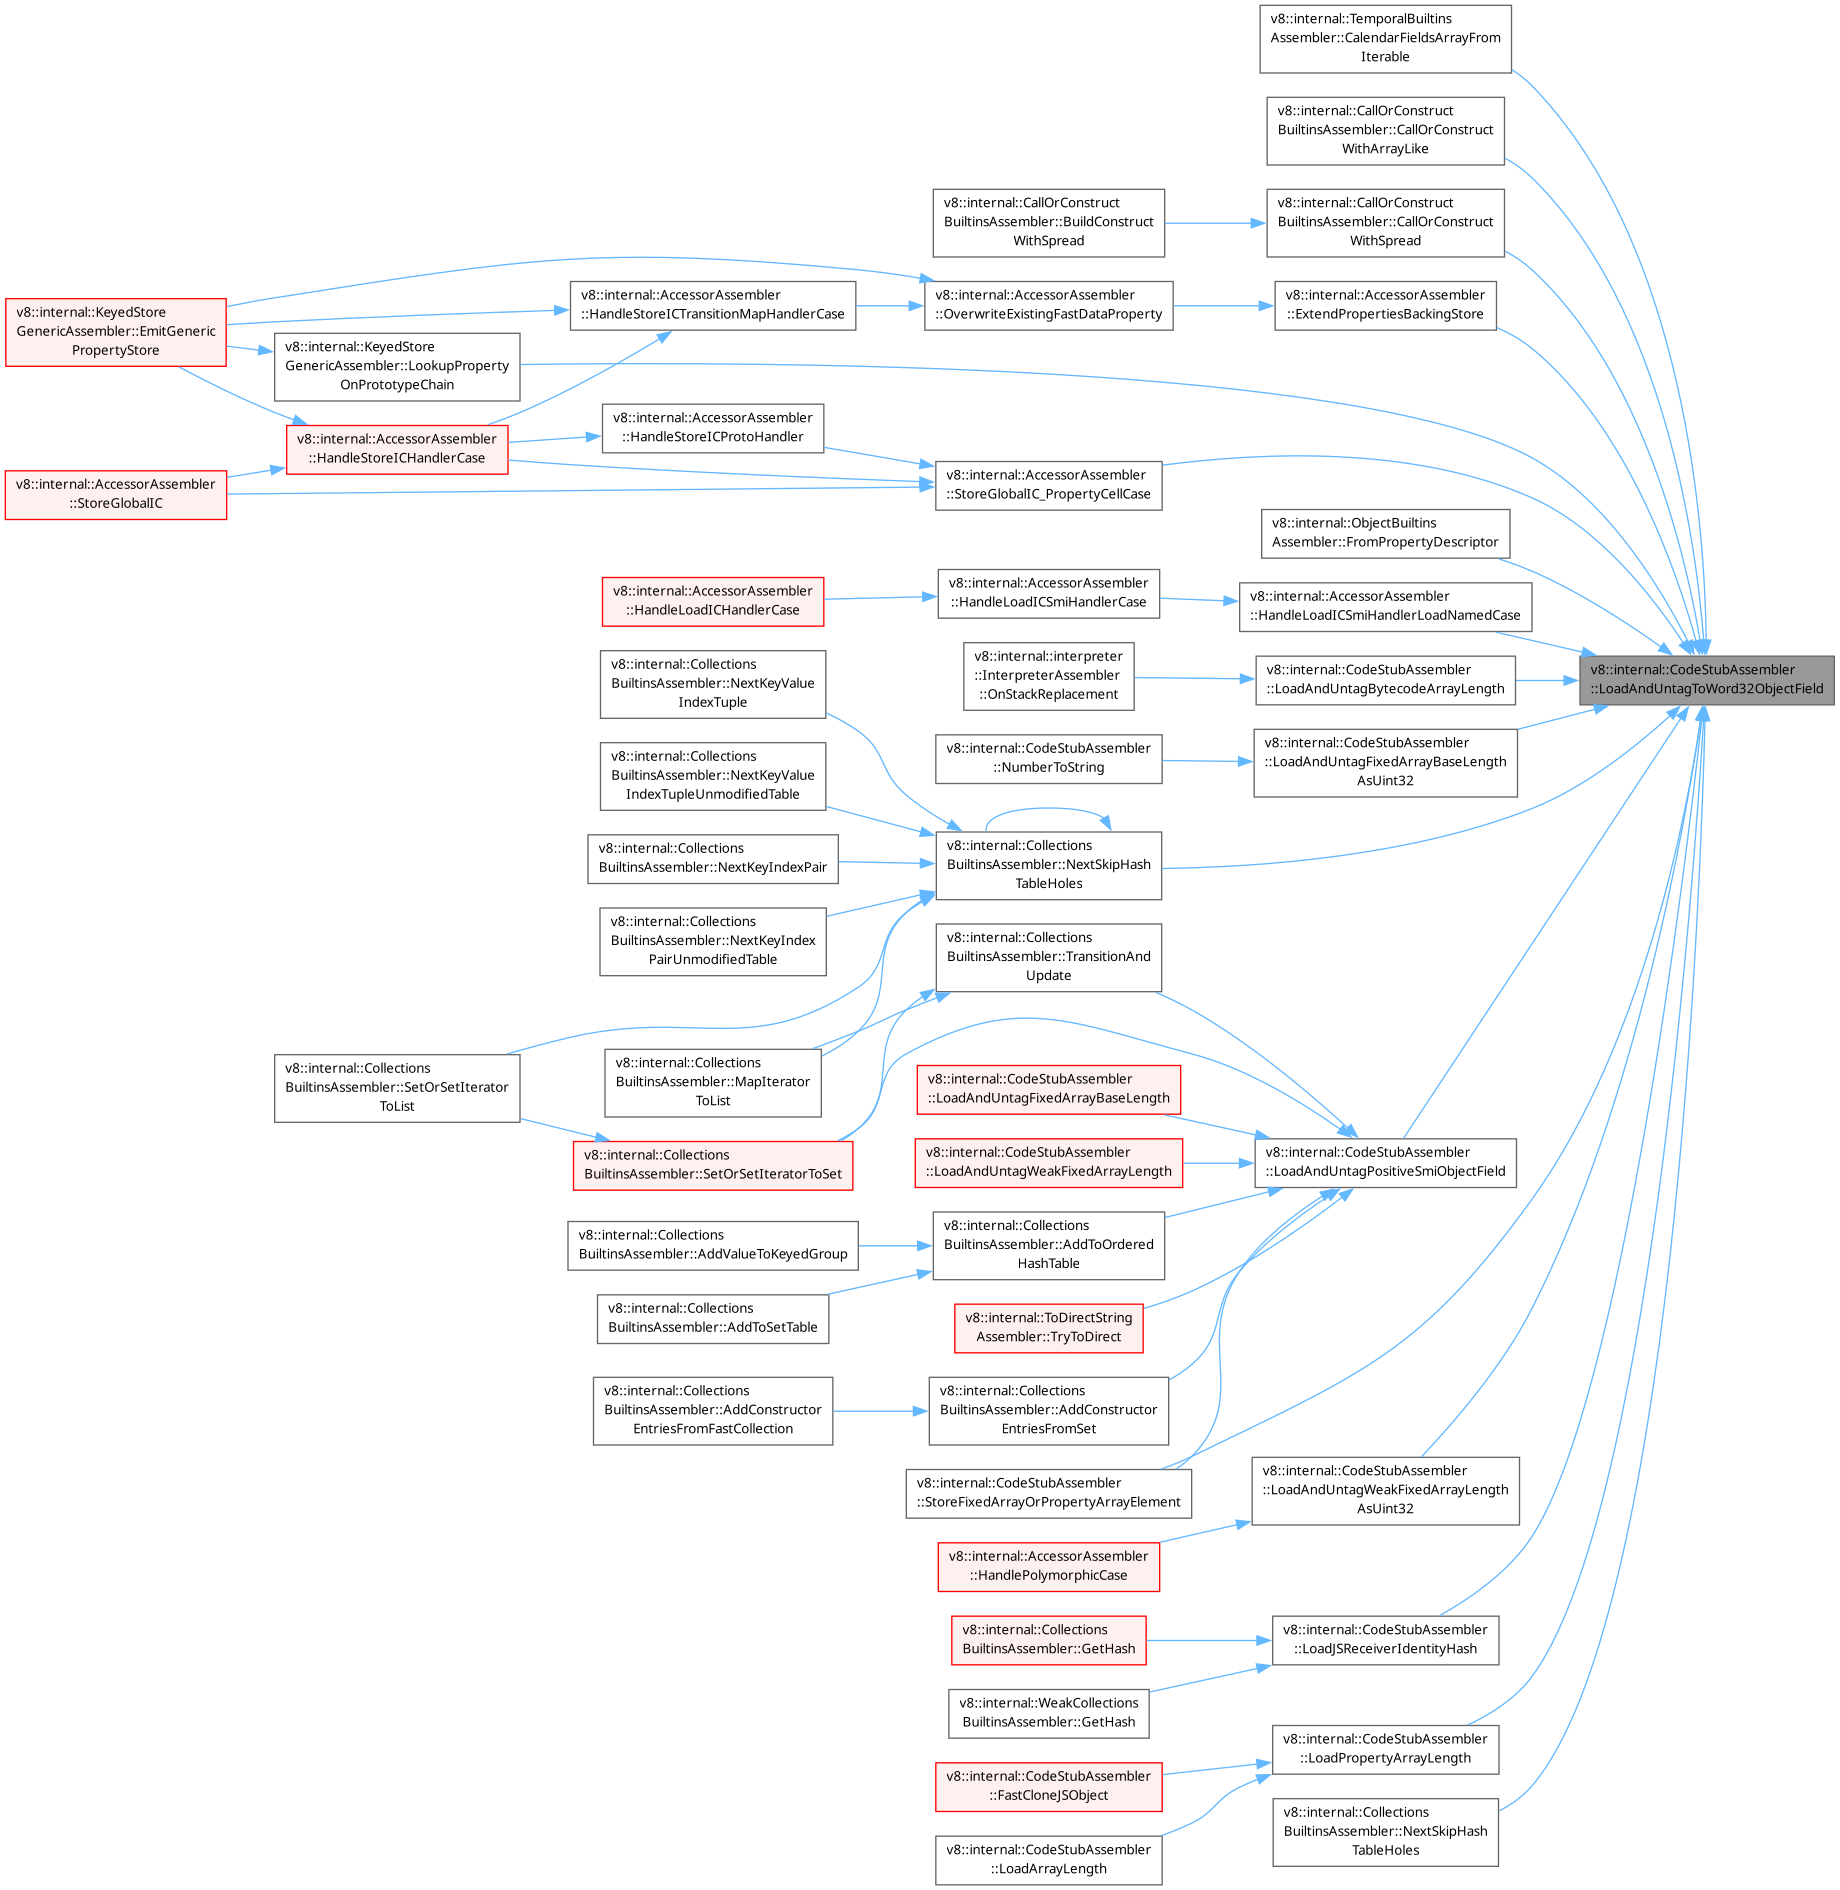 v8::internal::TemporalBuiltins
Assembler::CalendarFieldsArrayFrom
Iterable
v8::internal::CallOrConstruct
BuiltinsAssembler::CallOrConstruct
WithArrayLike
v8::internal::CallOrConstruct
BuiltinsAssembler::BuildConstruct
WithSpread
v8::internal::CallOrConstruct
BuiltinsAssembler::CallOrConstruct
WithSpread
v8::internal::KeyedStore
GenericAssembler::EmitGeneric
PropertyStore
v8::internal::AccessorAssembler
::HandleStoreICTransitionMapHandlerCase
v8::internal::AccessorAssembler
::OverwriteExistingFastDataProperty
v8::internal::AccessorAssembler
::ExtendPropertiesBackingStore
v8::internal::KeyedStore
GenericAssembler::LookupProperty
OnPrototypeChain
v8::internal::AccessorAssembler
::HandleStoreICHandlerCase
v8::internal::AccessorAssembler
::HandleStoreICProtoHandler
v8::internal::AccessorAssembler
::StoreGlobalIC
v8::internal::AccessorAssembler
::StoreGlobalIC_PropertyCellCase
v8::internal::ObjectBuiltins
Assembler::FromPropertyDescriptor
v8::internal::AccessorAssembler
::HandleLoadICHandlerCase
v8::internal::AccessorAssembler
::HandleLoadICSmiHandlerCase
v8::internal::AccessorAssembler
::HandleLoadICSmiHandlerLoadNamedCase
v8::internal::interpreter
::InterpreterAssembler
::OnStackReplacement
v8::internal::CodeStubAssembler
::LoadAndUntagBytecodeArrayLength
v8::internal::CodeStubAssembler
::LoadAndUntagToWord32ObjectField
v8::internal::Collections
BuiltinsAssembler::NextKeyValue
IndexTuple
v8::internal::CodeStubAssembler
::NumberToString
v8::internal::CodeStubAssembler
::LoadAndUntagFixedArrayBaseLength
AsUint32
v8::internal::Collections
BuiltinsAssembler::NextKeyValue
IndexTupleUnmodifiedTable
v8::internal::Collections
BuiltinsAssembler::NextKeyIndexPair
v8::internal::Collections
BuiltinsAssembler::NextSkipHash
TableHoles
v8::internal::Collections
BuiltinsAssembler::NextKeyIndex
PairUnmodifiedTable
v8::internal::Collections
BuiltinsAssembler::TransitionAnd
Update
v8::internal::Collections
BuiltinsAssembler::SetOrSetIterator
ToList
v8::internal::Collections
BuiltinsAssembler::MapIterator
ToList
v8::internal::CodeStubAssembler
::LoadAndUntagFixedArrayBaseLength
v8::internal::Collections
BuiltinsAssembler::SetOrSetIteratorToSet
v8::internal::CodeStubAssembler
::LoadAndUntagWeakFixedArrayLength
v8::internal::CodeStubAssembler
::LoadAndUntagPositiveSmiObjectField
v8::internal::Collections
BuiltinsAssembler::AddValueToKeyedGroup
v8::internal::Collections
BuiltinsAssembler::AddToOrdered
HashTable
v8::internal::Collections
BuiltinsAssembler::AddToSetTable
v8::internal::ToDirectString
Assembler::TryToDirect
v8::internal::Collections
BuiltinsAssembler::AddConstructor
EntriesFromFastCollection
v8::internal::Collections
BuiltinsAssembler::AddConstructor
EntriesFromSet
v8::internal::CodeStubAssembler
::StoreFixedArrayOrPropertyArrayElement
v8::internal::CodeStubAssembler
::LoadAndUntagWeakFixedArrayLength
AsUint32
v8::internal::AccessorAssembler
::HandlePolymorphicCase
v8::internal::Collections
BuiltinsAssembler::GetHash
v8::internal::CodeStubAssembler
::LoadJSReceiverIdentityHash
v8::internal::WeakCollections
BuiltinsAssembler::GetHash
v8::internal::CodeStubAssembler
::LoadPropertyArrayLength
v8::internal::CodeStubAssembler
::FastCloneJSObject
v8::internal::CodeStubAssembler
::LoadArrayLength
v8::internal::Collections
BuiltinsAssembler::NextSkipHash
TableHoles